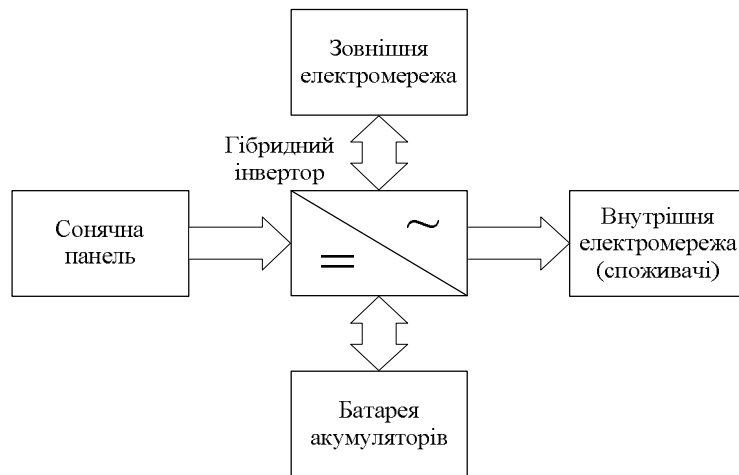 Зовнішня
електромережа
Гібридний
інвертор
Сонячна
панель
~
=
Внутрішня
електромережа
(споживачі)
Батарея
акумуляторів